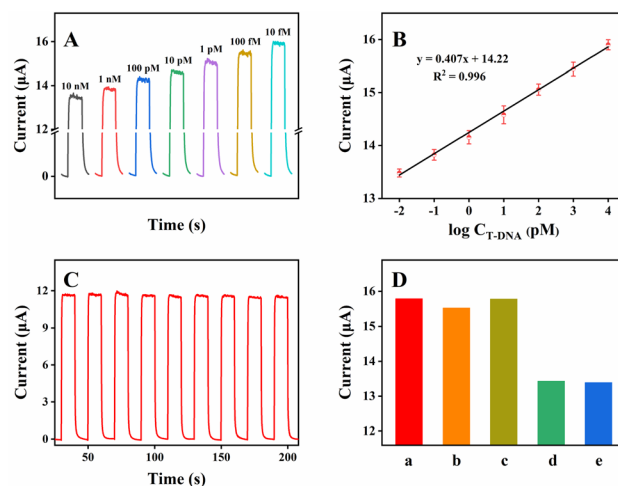 A
Current (μA)
16
14
12
0
10 nM
1 nM
100 pM
10 pM
1 pM
100 fM
10 fM
Time (s)
B
Current (μA)
16
15
14
13
y = 0.407x + 14.22
R² = 0.996
-2 -1 0 1 2 3 4
log C_T-DNA (pM)
C
Current (μA)
12
9
6
3
0
50 100 150 200
Time (s)
D
Current (μA)
16
15
14
13
12
a b c d e